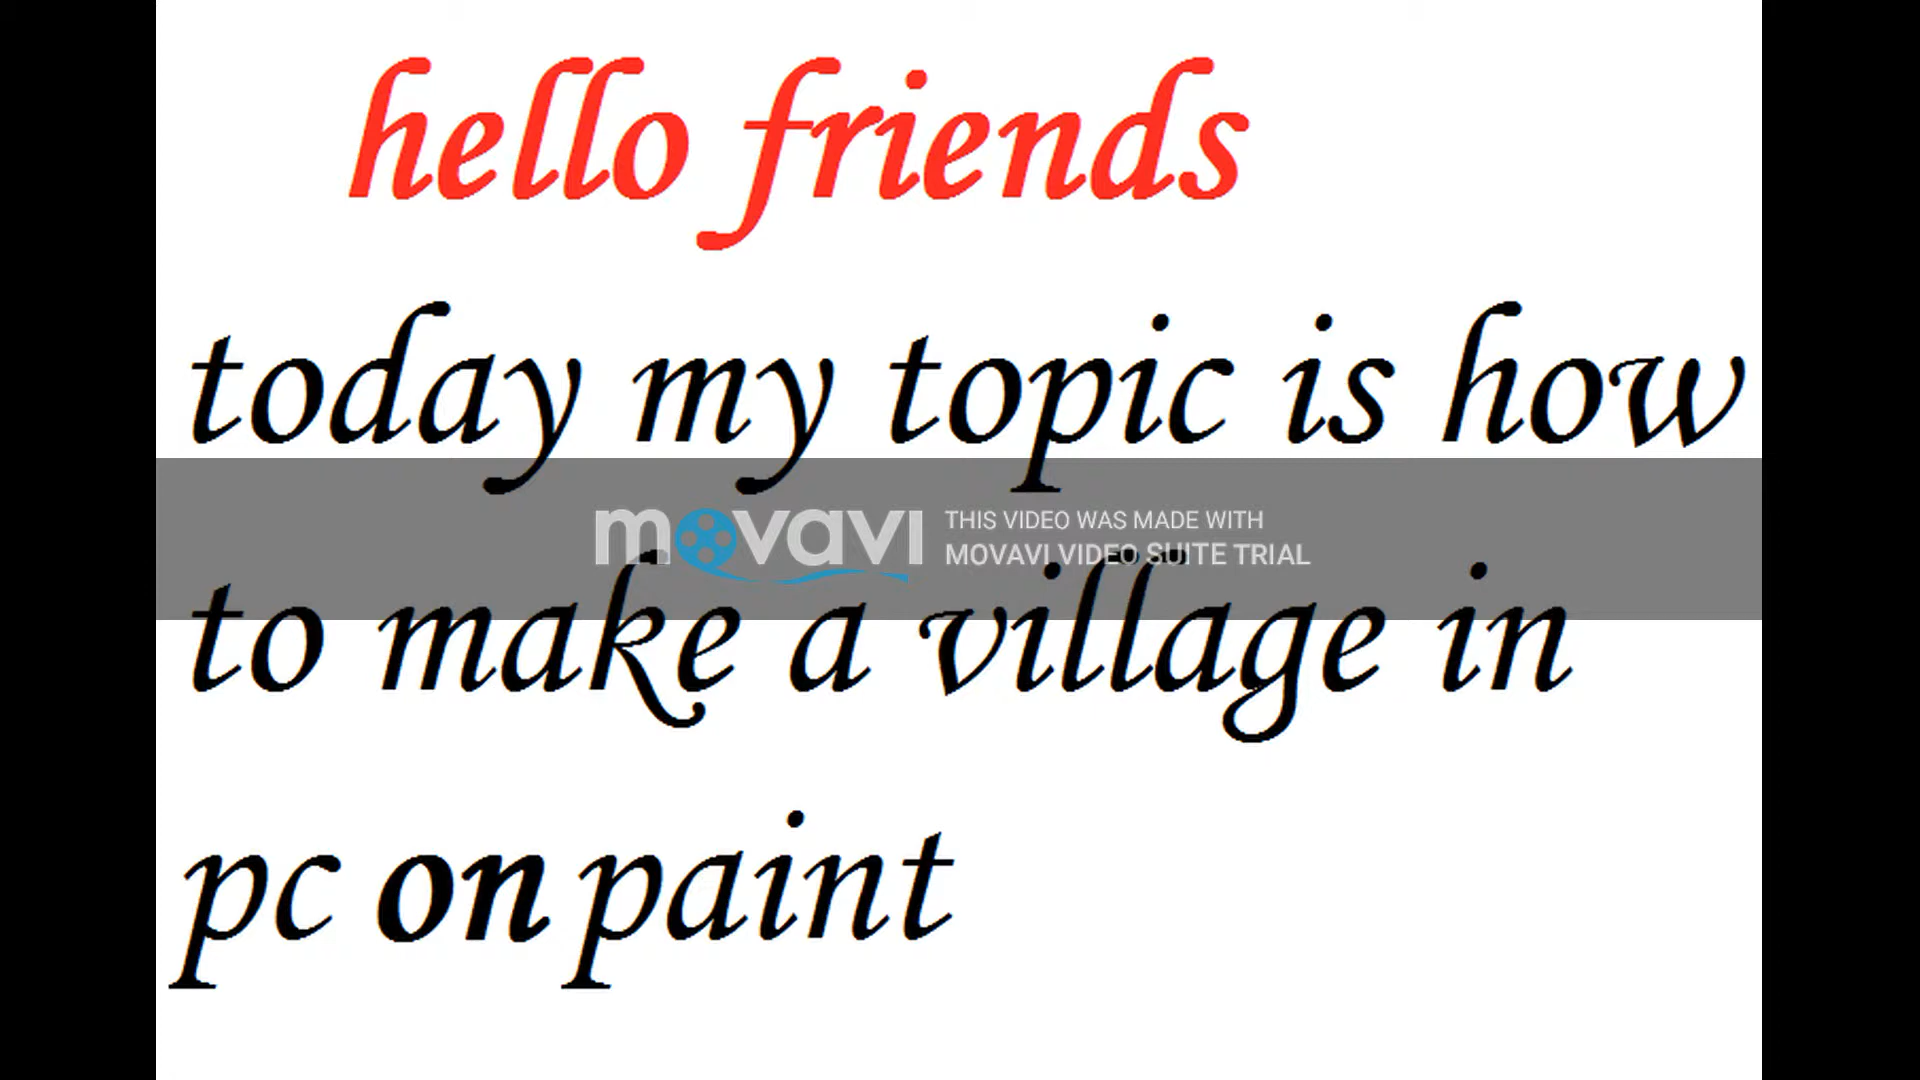 hello friends
today my topic is how
movavi THIS VIDEO WAS MADE WITH
MOVAVI VIDEO SUITE TRIAL
to make a village in
pc on paint